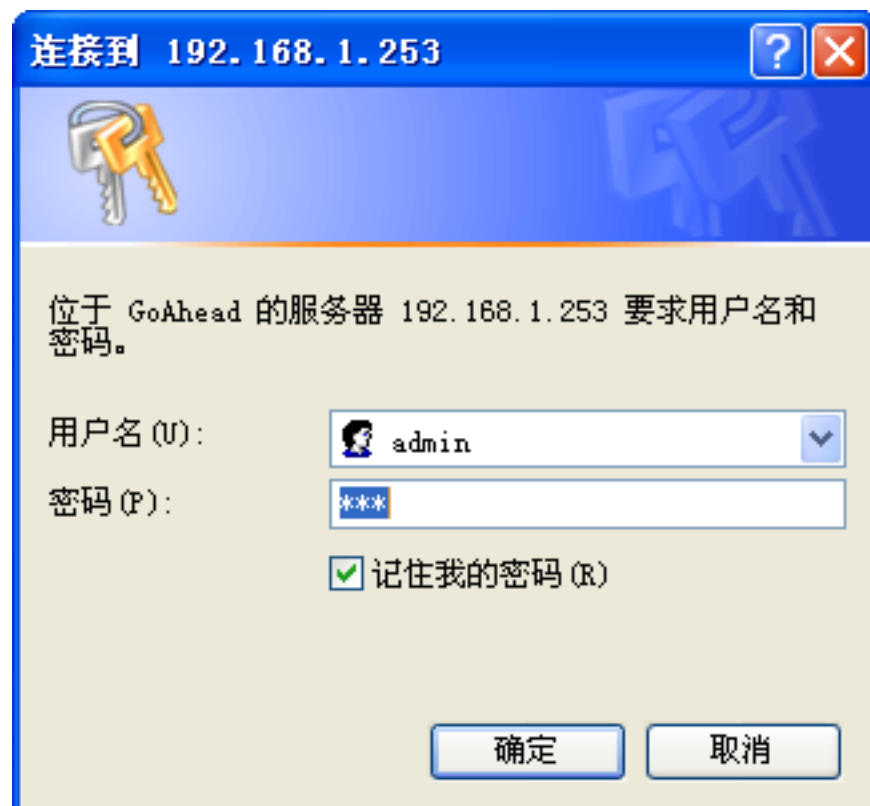 连接到 192.168.1.253
位于 GoAhead 的服务器 192.168.1.253 要求用户名和
密码。
用户名(U):
admin
密码(P):
***
记住我的密码(R)
确定
取消